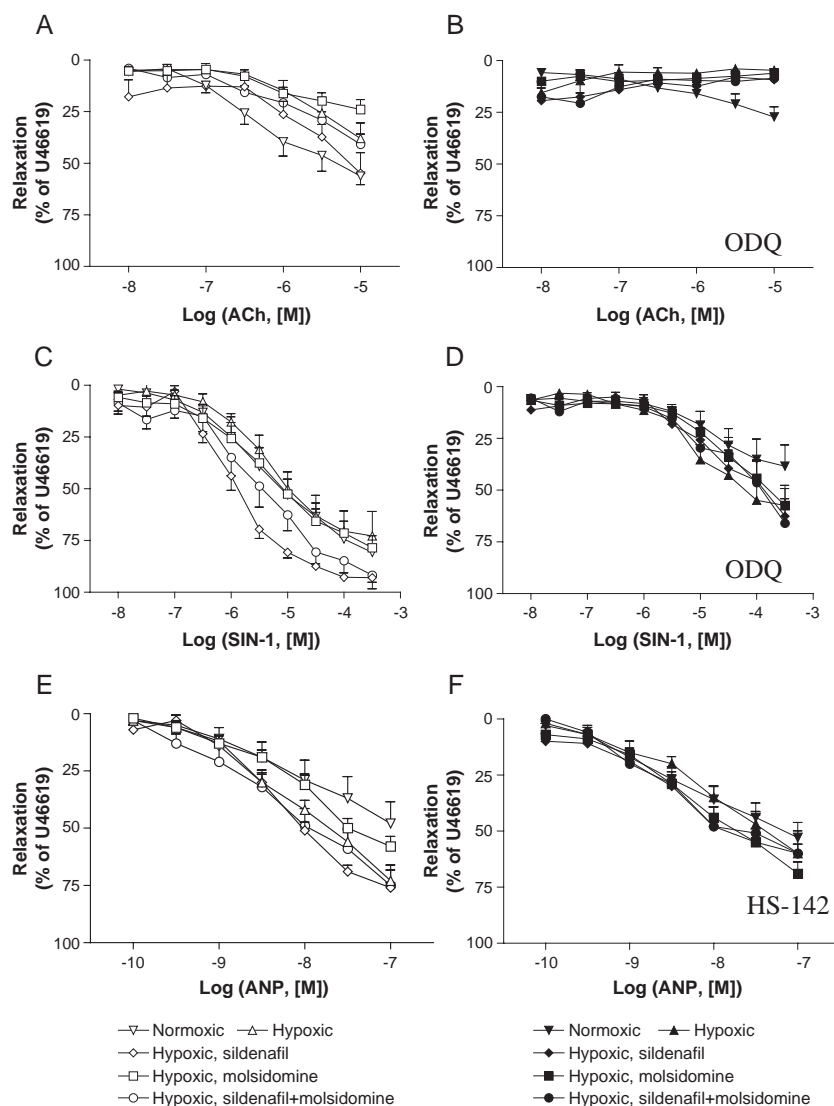 A
0
25
50
75
100
Relaxation
(% of U46619)
-8
-7
-6
-5
Log (ACh, [M])
B
0
25
50
75
100
Relaxation
(% of U46619)
ODQ
-8
-7
-6
-5
Log (ACh, [M])
C
0
25
50
75
100
Relaxation
(% of U46619)
-8
-7
-6
-5
-4
-3
Log (SIN-1, [M])
D
0
25
50
75
100
Relaxation
(% of U46619)
ODQ
-8
-7
-6
-5
-4
-3
Log (SIN-1, [M])
E
0
25
50
75
100
Relaxation
(% of U46619)
-10
-9
-8
-7
Log (ANP, [M])
F
0
25
50
75
100
Relaxation
(% of U46619)
HS-142
-10
-9
-8
-7
Log (ANP, [M])
Normoxic
Hypoxic
Hypoxic, sildenafil
Hypoxic, molsidomine
Hypoxic, sildenafil+molsidomine
Normoxic
Hypoxic
Hypoxic, sildenafil
Hypoxic, molsidomine
Hypoxic, sildenafil+molsidomine